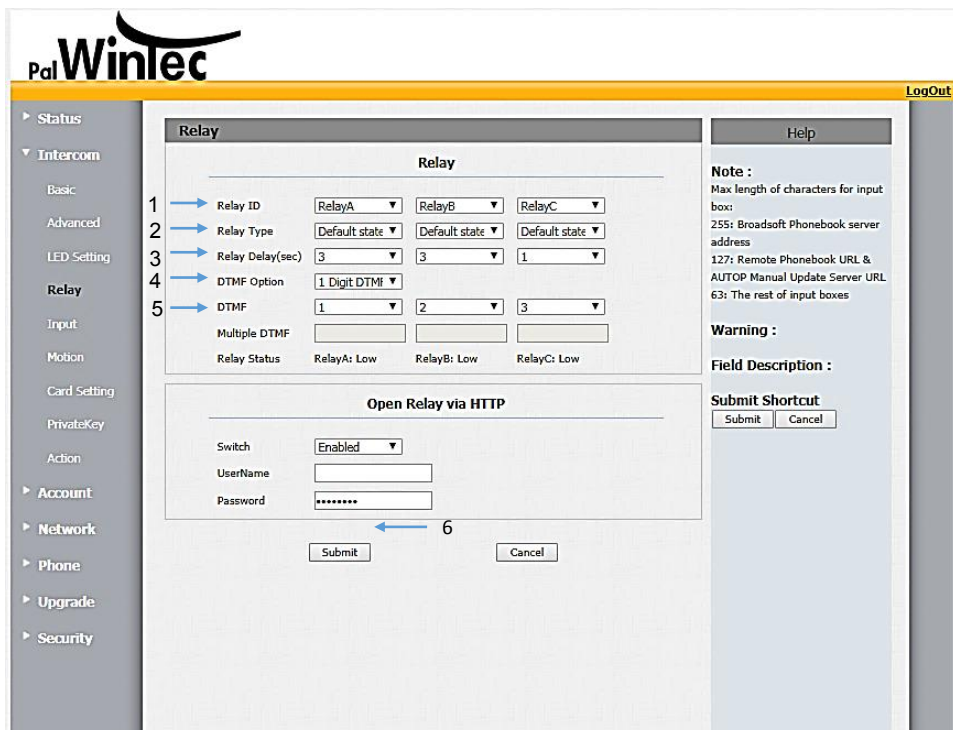 Pal WinTec
LogOut
Status
Intercom
Basic
Advanced
LED Setting
Relay
Input
Motion
Card Setting
PrivateKey
Action
Account
Network
Phone
Upgrade
Security
Relay
Relay
1 Relay ID RelayA RelayB RelayC
2 Relay Type Default state Default state Default state
3 Relay Delay(sec) 3 3 1
4 DTMF Option 1 Digit DTMF
5 DTMF 1 2 3
Multiple DTMF
Relay Status RelayA: Low RelayB: Low RelayC: Low
Open Relay via HTTP
Switch Enabled
UserName
Password ••••••••
6
Submit Cancel
Help
Note :
Max length of characters for input
box:
255: Broadsoft Phonebook server
address
127: Remote Phonebook URL &
AUTOP Manual Update Server URL
63: The rest of input boxes
Warning :
Field Description :
Submit Shortcut
Submit Cancel